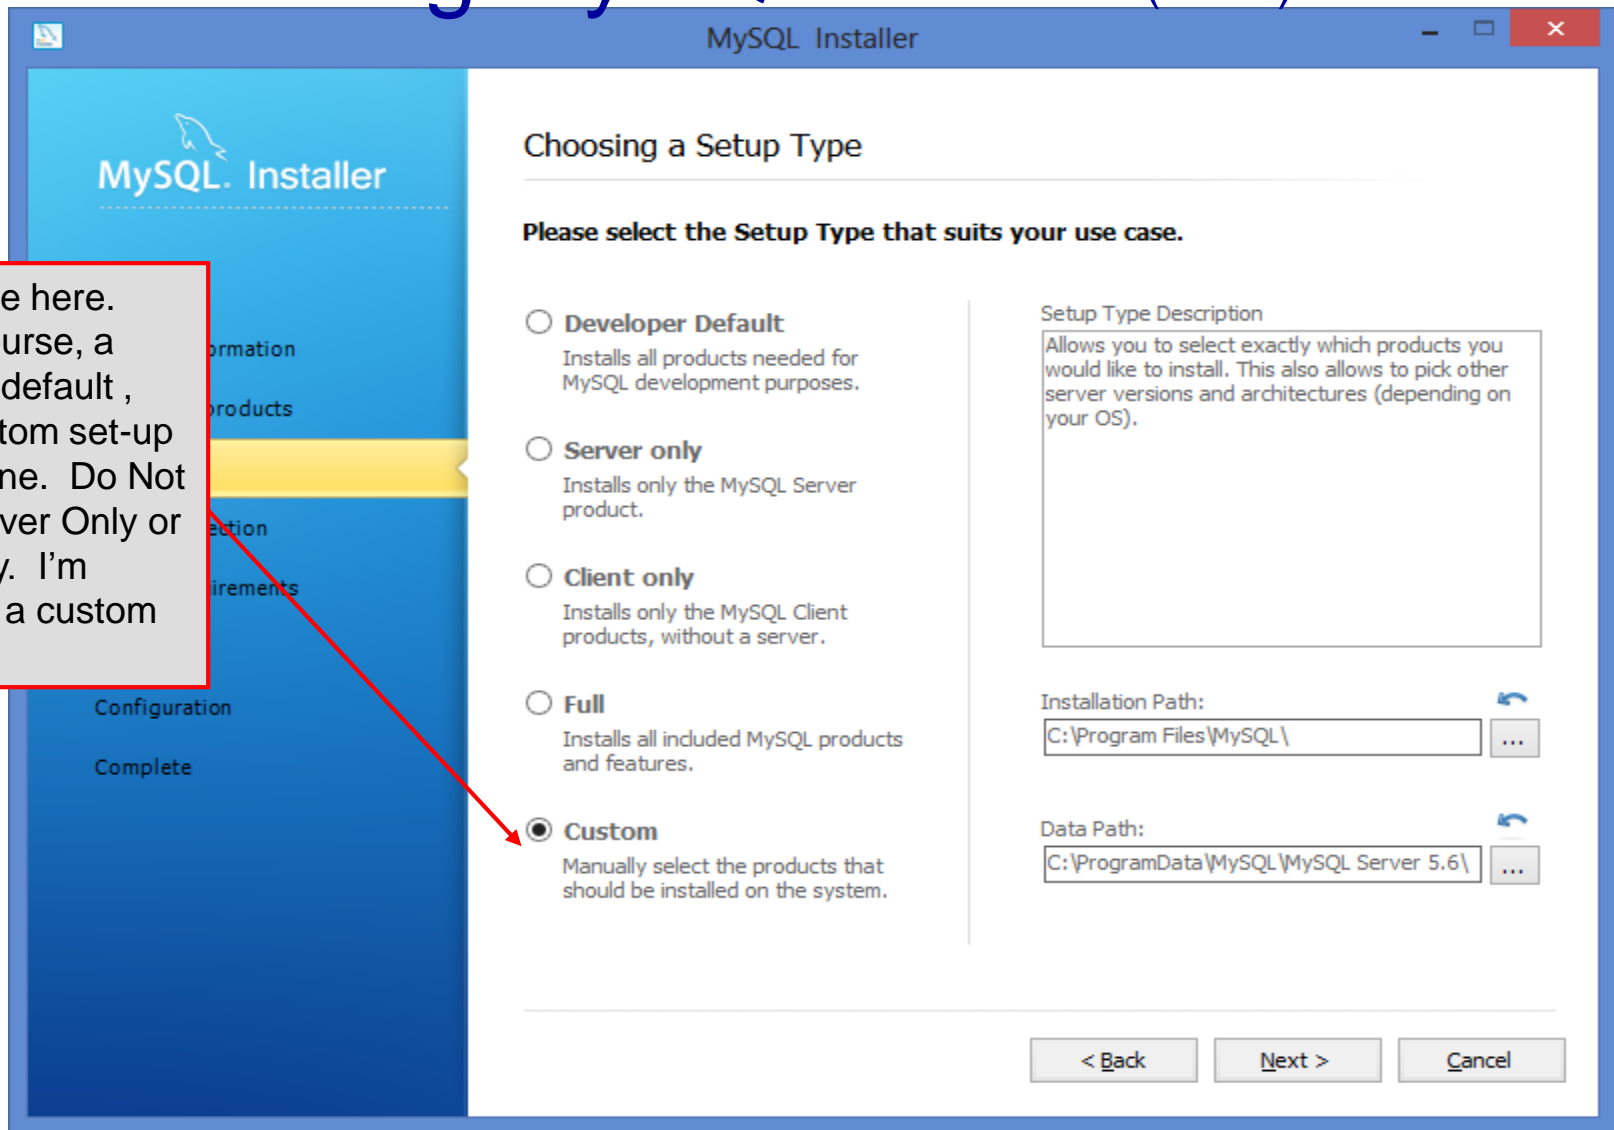 MySQL Installer
MySQL. Installer
Choosing a Setup Type
Please select the Setup Type that suits your use case.
e here.
urse, a
default ,
tom set-up
ne. Do Not
ver Only or
y. I'm
a custom
ormation
products
ection
irements
Configuration
Complete
Developer Default
Installs all products needed for
MySQL development purposes.
Server only
Installs only the MySQL Server
product.
Client only
Installs only the MySQL Client
products, without a server.
Full
Installs all included MySQL products
and features.
Custom
Manually select the products that
should be installed on the system.
Setup Type Description
Allows you to select exactly which products you
would like to install. This also allows to pick other
server versions and architectures (depending on
your OS).
Installation Path:
C:\Program Files\MySQL\
...
Data Path:
C:\ProgramData\MySQL\MySQL Server 5.6\
...
< Back
Next >
Cancel